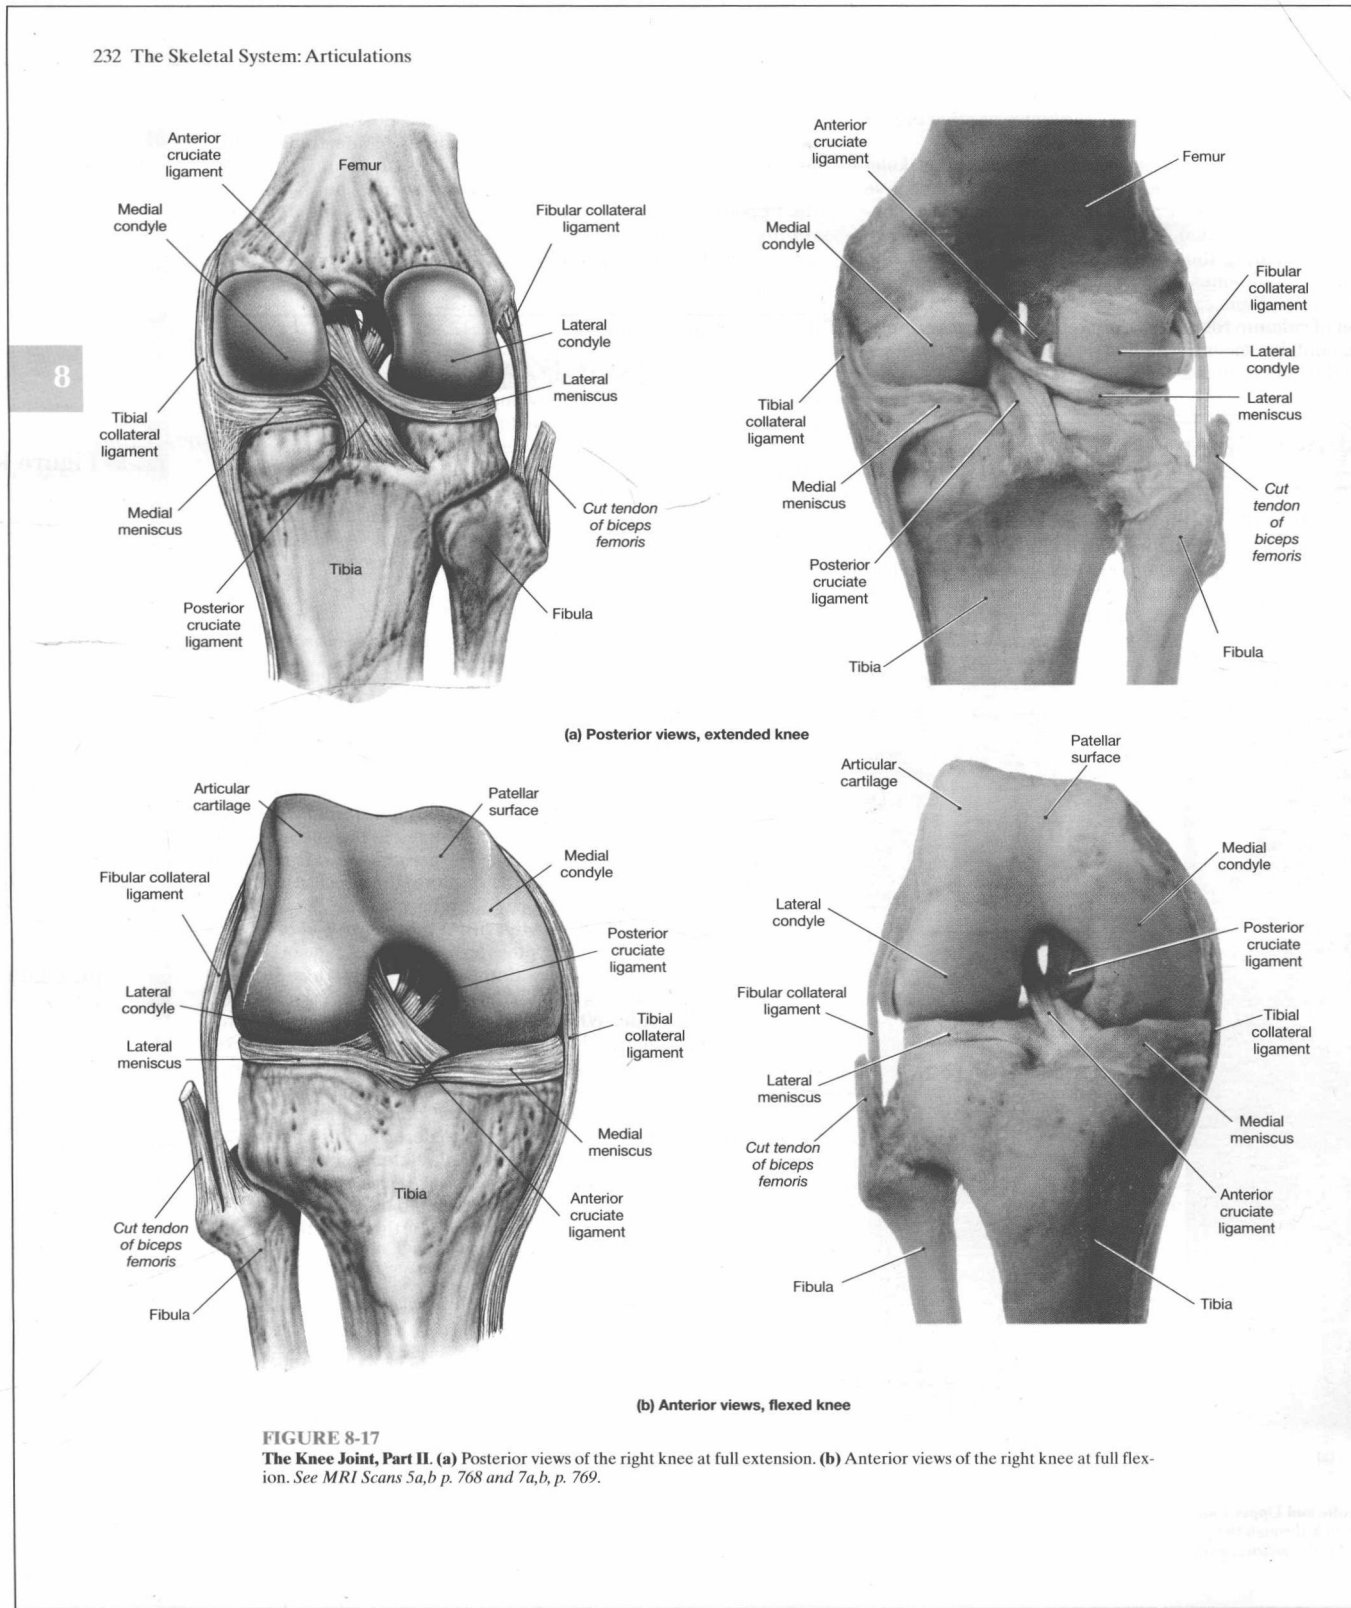 232 The Skeletal System: Articulations
8
Anterior
cruciate
ligament
Femur
Medial
condyle
Fibular collateral
ligament
Lateral
condyle
Lateral
meniscus
Tibial
collateral
ligament
Medial
meniscus
Cut tendon
of biceps
femoris
Tibia
Posterior
cruciate
ligament
Fibula
Anterior
cruciate
ligament
Femur
Medial
condyle
Fibular
collateral
ligament
Lateral
condyle
Lateral
meniscus
Tibial
collateral
ligament
Medial
meniscus
Cut
tendon
of
biceps
femoris
Posterior
cruciate
ligament
Fibula
Tibia
(a) Posterior views, extended knee
Articular
cartilage
Patellar
surface
Medial
condyle
Fibular collateral
ligament
Posterior
cruciate
ligament
Lateral
condyle
Tibial
collateral
ligament
Lateral
meniscus
Medial
meniscus
Tibia
Anterior
cruciate
ligament
Cut tendon
of biceps
femoris
Fibula
Patellar
surface
Articular
cartilage
Medial
condyle
Lateral
condyle
Posterior
cruciate
ligament
Fibular collateral
ligament
Tibial
collateral
ligament
Lateral
meniscus
Medial
meniscus
Cut tendon
of biceps
femoris
Anterior
cruciate
ligament
Fibula
Tibia
(b) Anterior views, flexed knee
FIGURE 8-17
The Knee Joint, Part II. (a) Posterior views of the right knee at full extension. (b) Anterior views of the right knee at full flex-
ion. See MRI Scans 5a,b p. 768 and 7a,b, p. 769.